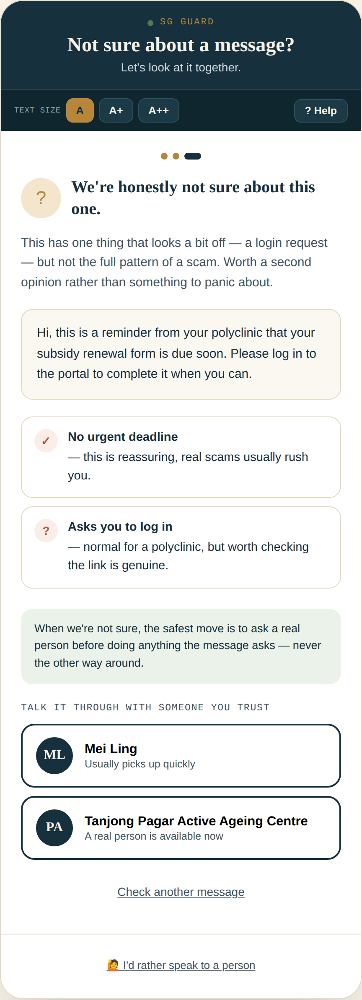 SG GUARD
Not sure about a message?
Let's look at it together.
TEXT SIZE A A+ A++ ? Help
?
We're honestly not sure about this
one.
This has one thing that looks a bit off — a login request
— but not the full pattern of a scam. Worth a second
opinion rather than something to panic about.
Hi, this is a reminder from your polyclinic that your
subsidy renewal form is due soon. Please log in to
the portal to complete it when you can.
✓ No urgent deadline
— this is reassuring, real scams usually rush
you.
? Asks you to log in
— normal for a polyclinic, but worth checking
the link is genuine.
When we're not sure, the safest move is to ask a real
person before doing anything the message asks — never
the other way around.
TALK IT THROUGH WITH SOMEONE YOU TRUST
ML
Mei Ling
Usually picks up quickly
PA
Tanjong Pagar Active Ageing Centre
A real person is available now
Check another message
🙋 I'd rather speak to a person